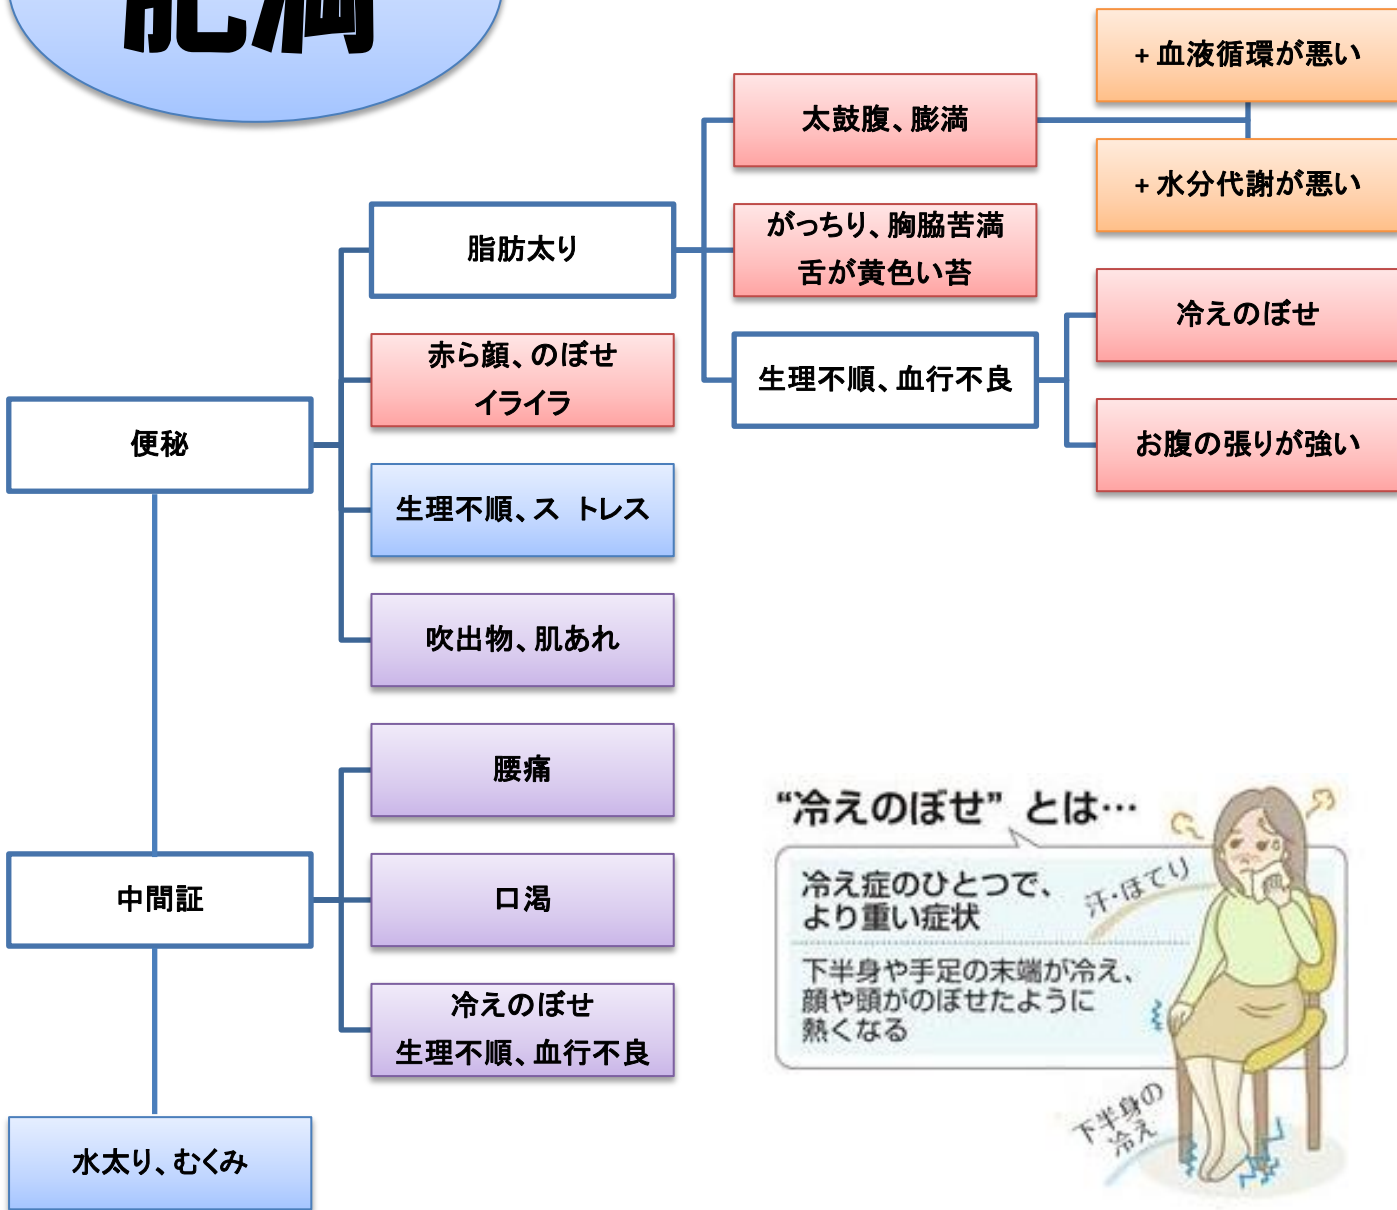 肥満
+ 血液循環が悪い
太鼓腹、膨満
+ 水分代謝が悪い
脂肪太り
がっちり、胸脇苦満
舌が黄色い苔
冷えのぼせ
赤ら顔、のぼせ
イライラ
生理不順、血行不良
便秘
お腹の張りが強い
生理不順、ス トレス
吹出物、肌あれ
腰痛
中間証
口渇
冷えのぼせ
生理不順、血行不良
水太り、むくみ
“冷えのぼせ” とは…
冷え症のひとつで、
より重い症状
汗・ほてり
下半身や手足の末端が冷え、
顔や頭がのぼせたように
熱くなる
下半身の
冷え